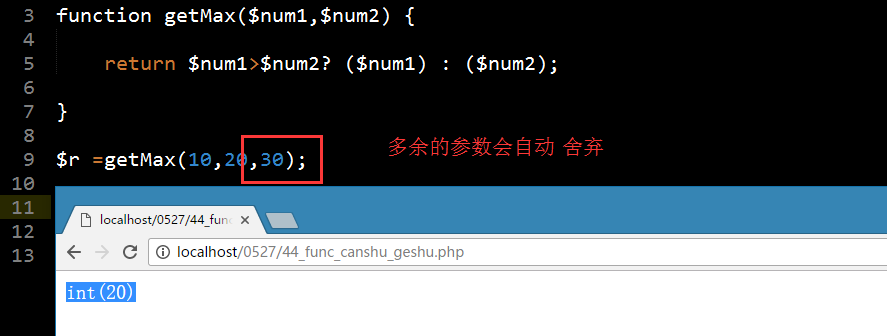 3 function getMax($num1,$num2) {
4
5 return $num1>$num2? ($num1) : ($num2);
6
7 }
8
9 $r =getMax(10,20,30);
多余的参数会自动 舍弃
10
11
12
13
localhost/0527/44_func
localhost/0527/44_func_canshu_geshu.php
int(20)